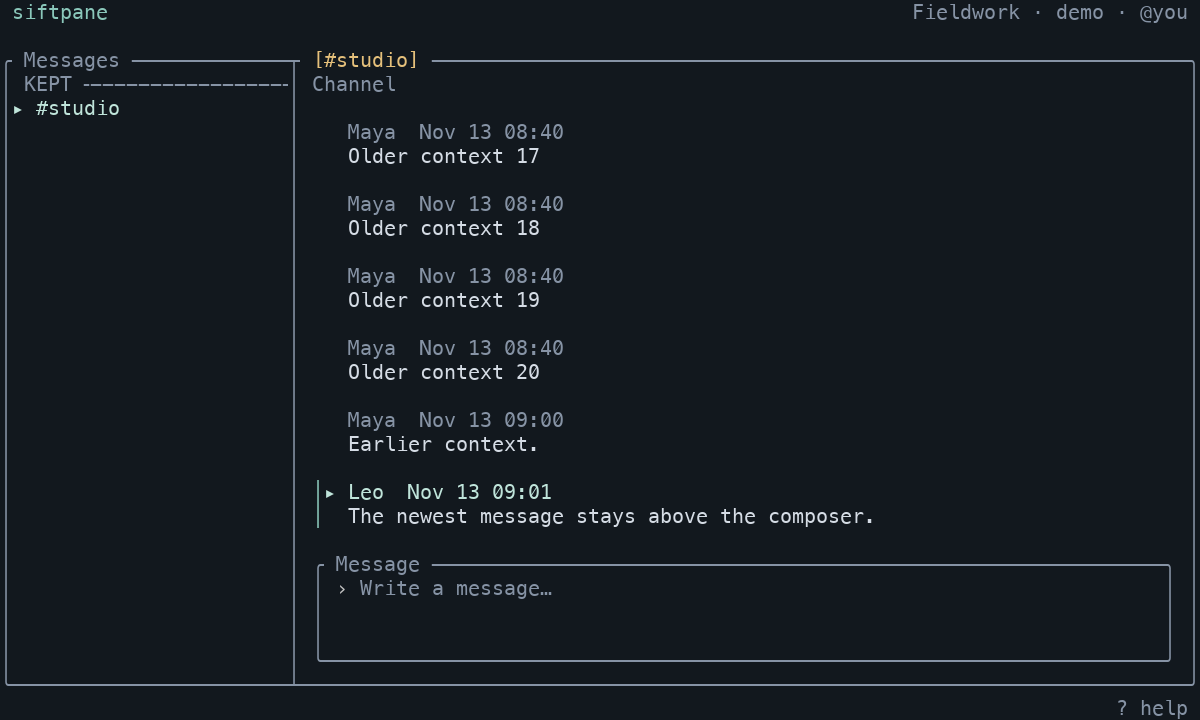 siftpane
Fieldwork · demo · @you
Messages
[#studio]
KEPT
Channel
▸ #studio
Maya  Nov 13 08:40
Older context 17
Maya  Nov 13 08:40
Older context 18
Maya  Nov 13 08:40
Older context 19
Maya  Nov 13 08:40
Older context 20
Maya  Nov 13 09:00
Earlier context.
▸ Leo  Nov 13 09:01
The newest message stays above the composer.
Message
› Write a message…
? help